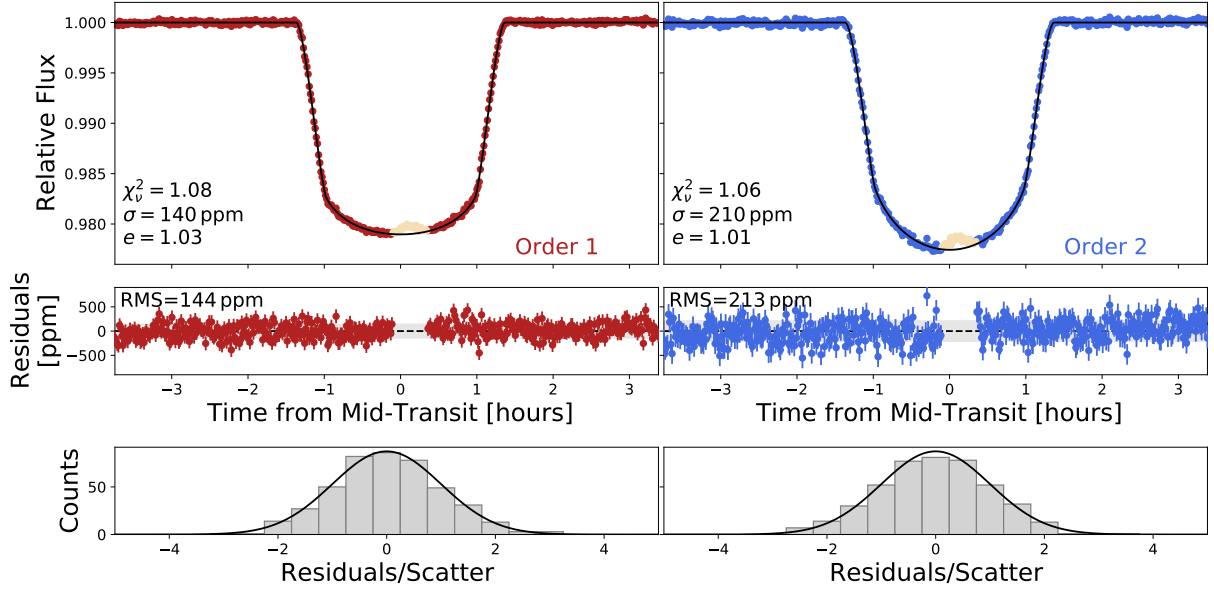 1.000
0.995
0.990
0.985
0.980
Relative Flux
χ²ᵥ = 1.08
σ = 140 ppm
e = 1.03
Order 1
χ²ᵥ = 1.06
σ = 210 ppm
e = 1.01
Order 2
Residuals
[ppm]
500
0
−500
RMS=144 ppm
RMS=213 ppm
−3 −2 −1 0 1 2 3
−3 −2 −1 0 1 2 3
Time from Mid-Transit [hours]
Time from Mid-Transit [hours]
Counts
50
0
−4 −2 0 2 4
−4 −2 0 2 4
Residuals/Scatter
Residuals/Scatter